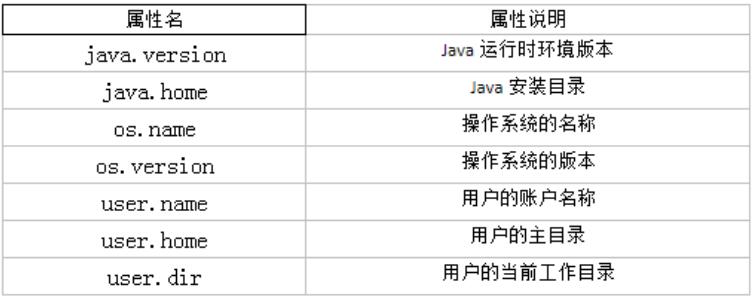 属性名 属性说明
java.version Java 运行时环境版本
java.home Java 安装目录
os.name 操作系统的名称
os.version 操作系统的版本
user.name 用户的账户名称
user.home 用户的主目录
user.dir 用户的当前工作目录